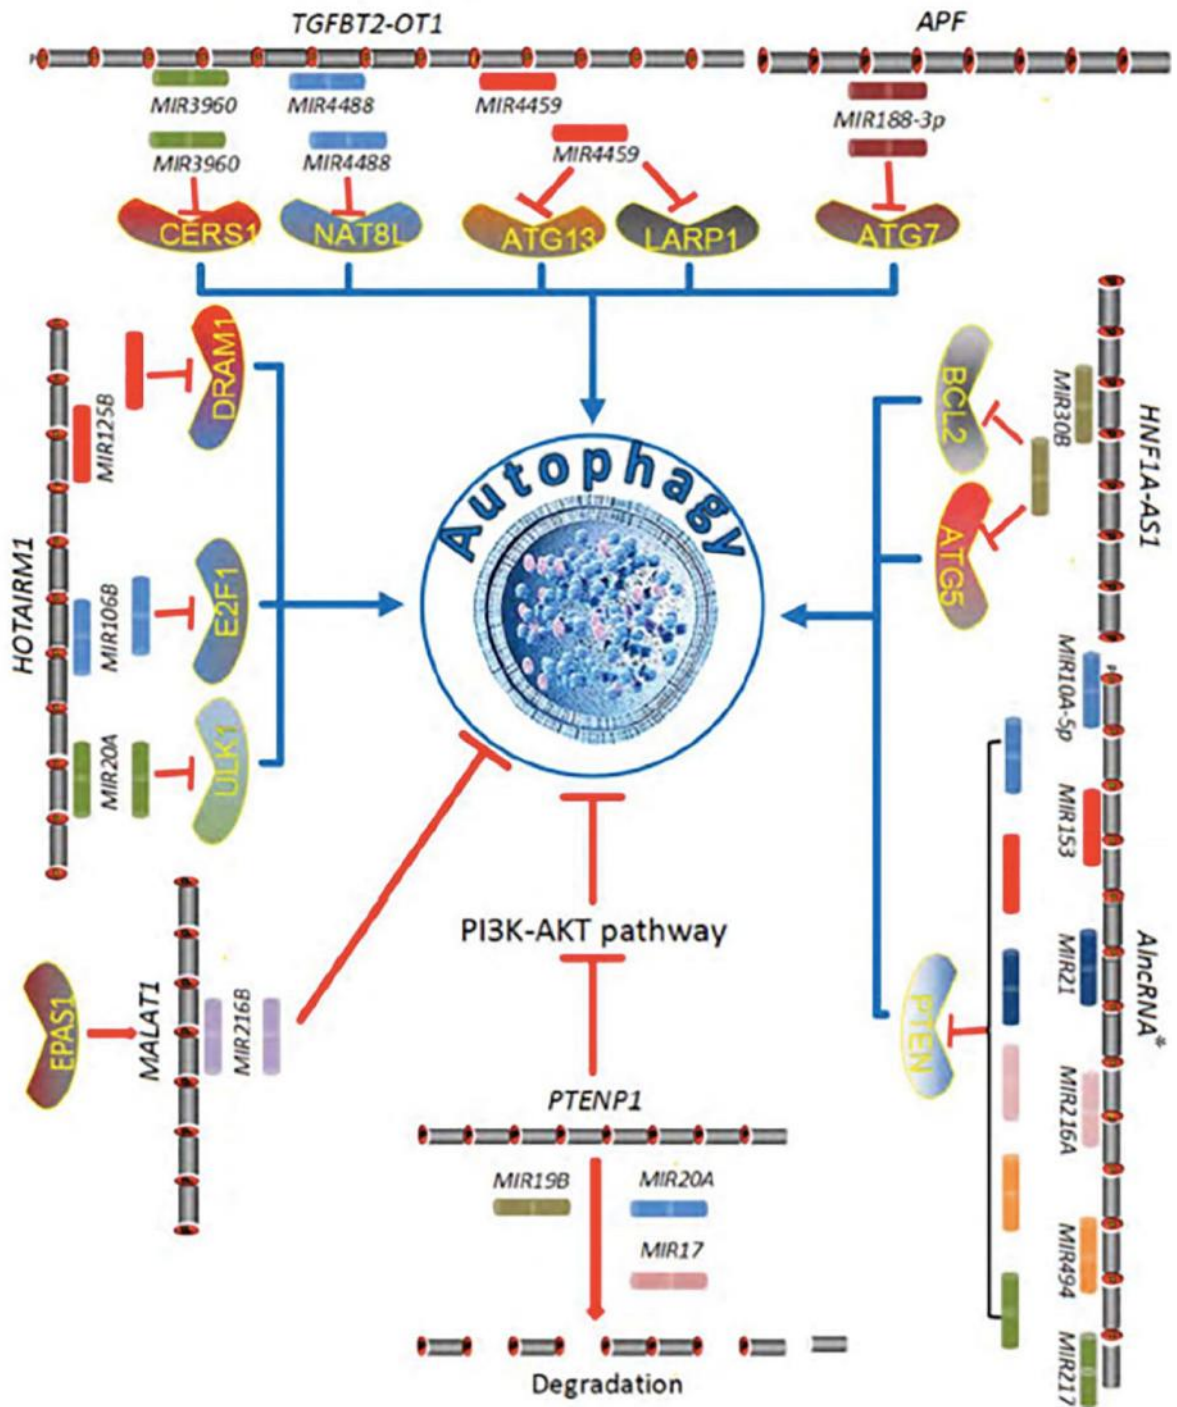 TGFBT2-OT1
APF
MIR3960
MIR4488
MIR4459
MIR188-3p
MIR3960
MIR4488
MIR4459
CERS1
NAT8L
ATG13
LARP1
ATG7
HOTAIRM1
MIR125B
DRAM1
MIR106B
E2F1
MIR20A
ULK1
Autophagy
BCL2
ATG5
MIR30B
HNF1A-AS1
MIR10A-5p
MIR153
MIR21
MIR216A
MIR494
MIR217
AlncRNA*
PTEN
EPAS1
MALAT1
MIR216B
PI3K-AKT pathway
PTENP1
MIR19B
MIR20A
MIR17
Degradation